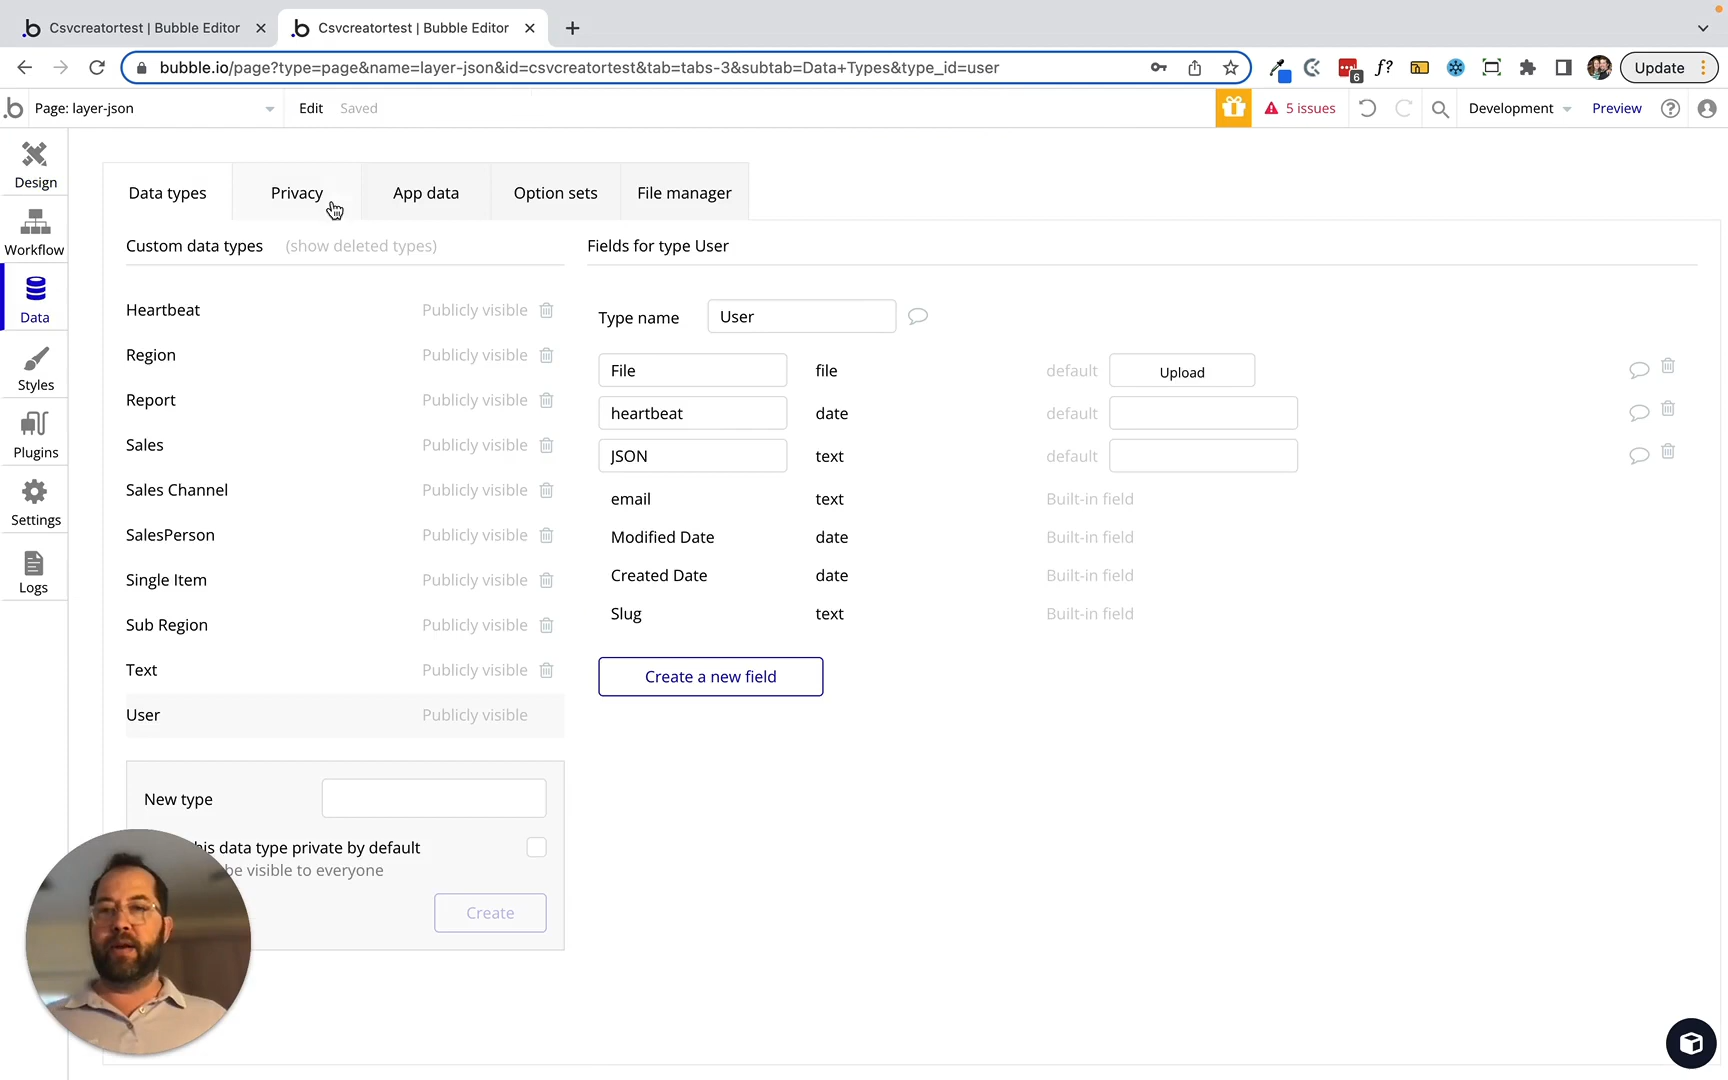 Csvcreatortest | Bubble Editor
Csvcreatortest | Bubble Editor
bubble.io/page?type=page&name=layer-json&id=csvcreatortest&tab=tabs-3&subtab=Data+Types&type_id=user
6
f?
Update
Page: layer-json
Edit
Saved
5 issues
Development
Preview
Design
Workflow
Data
Styles
Plugins
Settings
Logs
Data types
Privacy
App data
Option sets
File manager
Custom data types
(show deleted types)
Heartbeat Publicly visible
Region Publicly visible
Report Publicly visible
Sales Publicly visible
Sales Channel Publicly visible
SalesPerson Publicly visible
Single Item Publicly visible
Sub Region Publicly visible
Text Publicly visible
User Publicly visible
New type
this data type private by default
be visible to everyone
Create
Fields for type User
Type name User
File file default Upload
heartbeat date default
JSON text default
email text Built-in field
Modified Date date Built-in field
Created Date date Built-in field
Slug text Built-in field
Create a new field